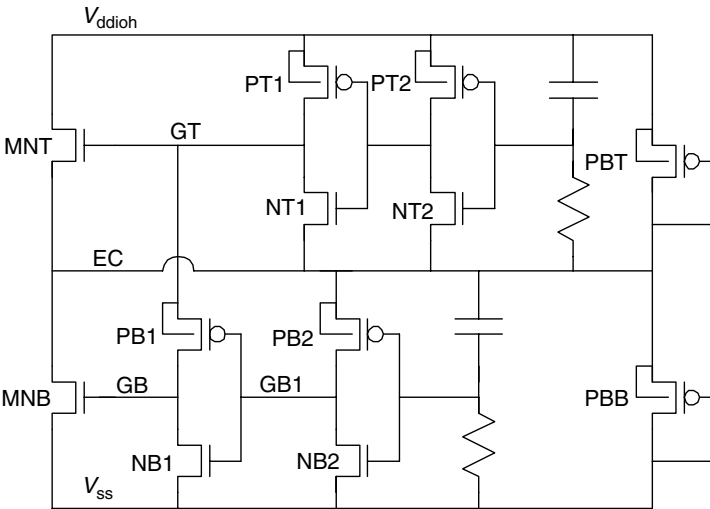 Vddioh
PT1
PT2
MNT
GT
PBT
NT1
NT2
EC
PB1
PB2
MNB
GB
GB1
PBB
NB1
NB2
Vss